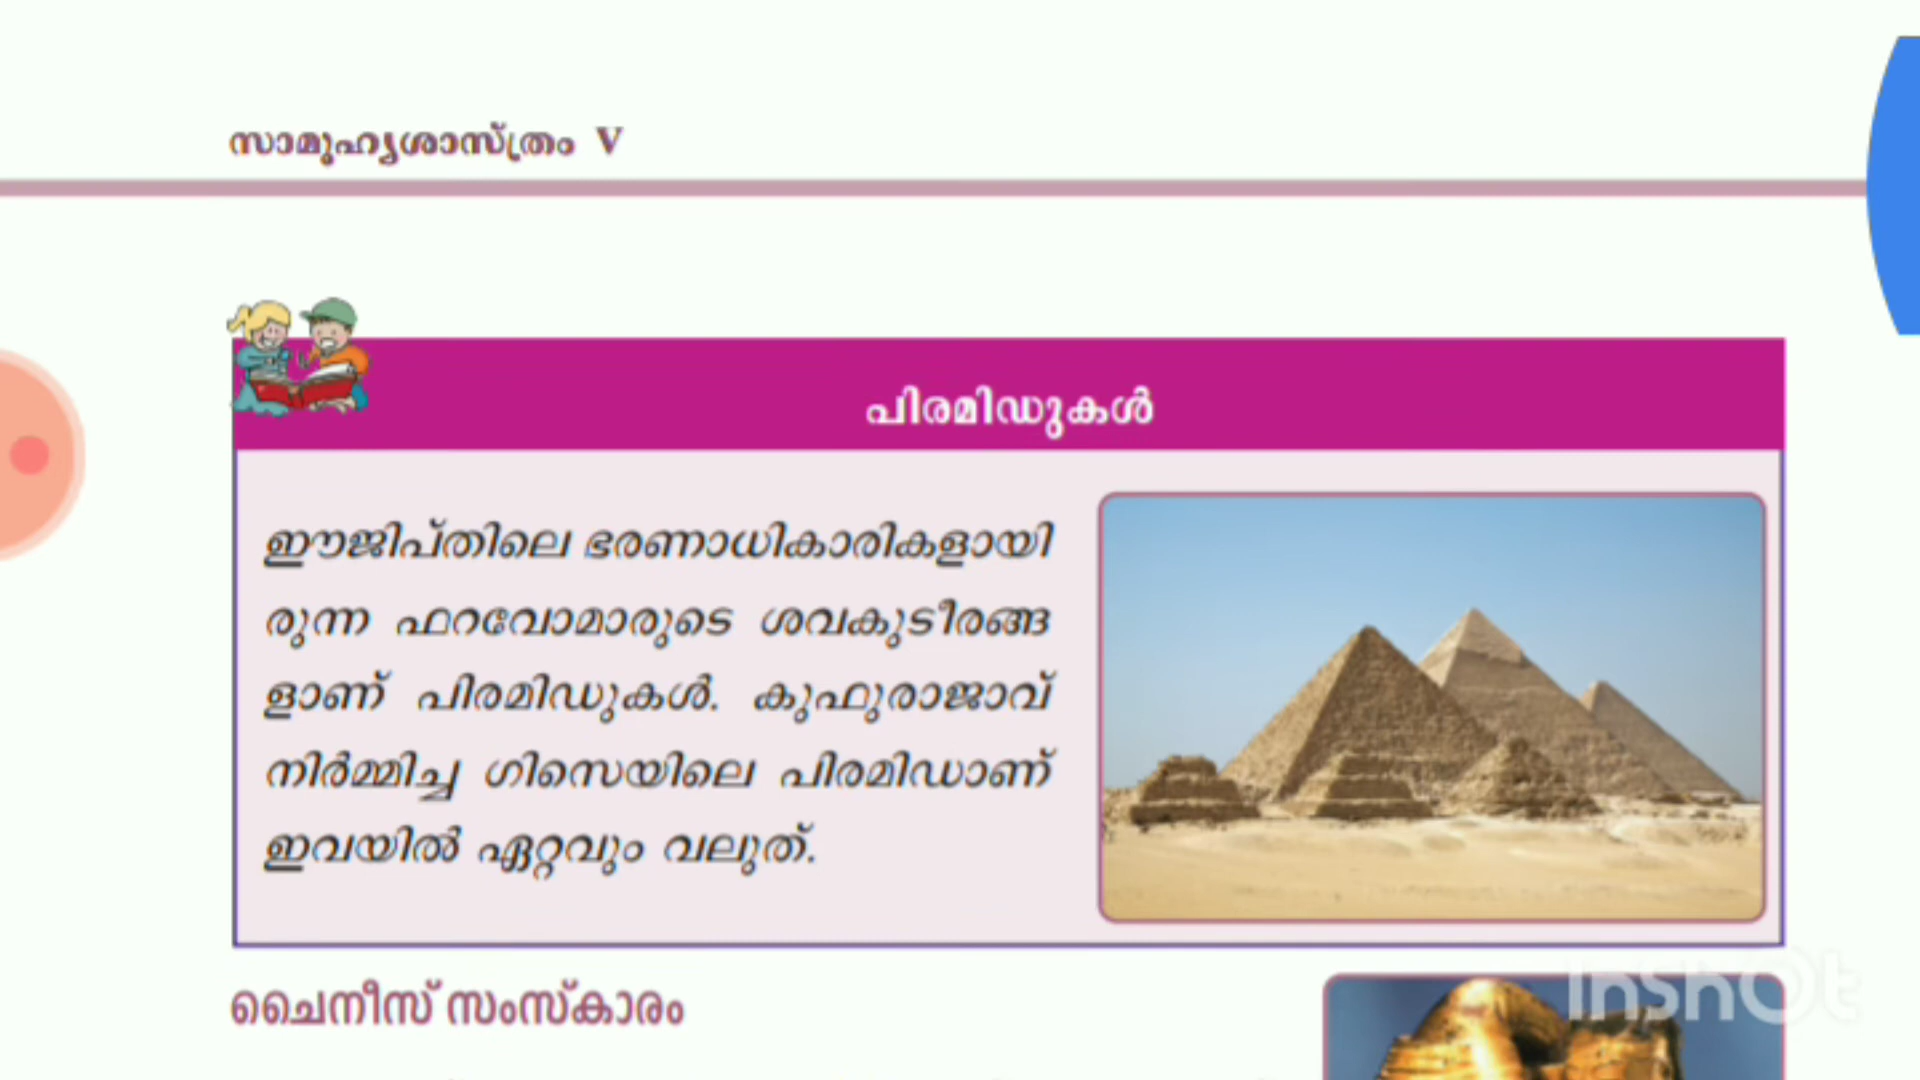 സാമൂഹ്യശാസ്ത്രം V
പിരമിഡുകൾ
ഈജിപ്തിലെ ഭരണാധികാരികളായി
രുന്ന ഫറവോമാരുടെ ശവകുടീരങ്ങ
ളാണ് പിരമിഡുകൾ. കുഫുരാജാവ്
നിർമ്മിച്ച ഗിസെയിലെ പിരമിഡാണ്
ഇവയിൽ ഏറ്റവും വലുത്.
ചൈനീസ് സംസ്കാരം
InShOt